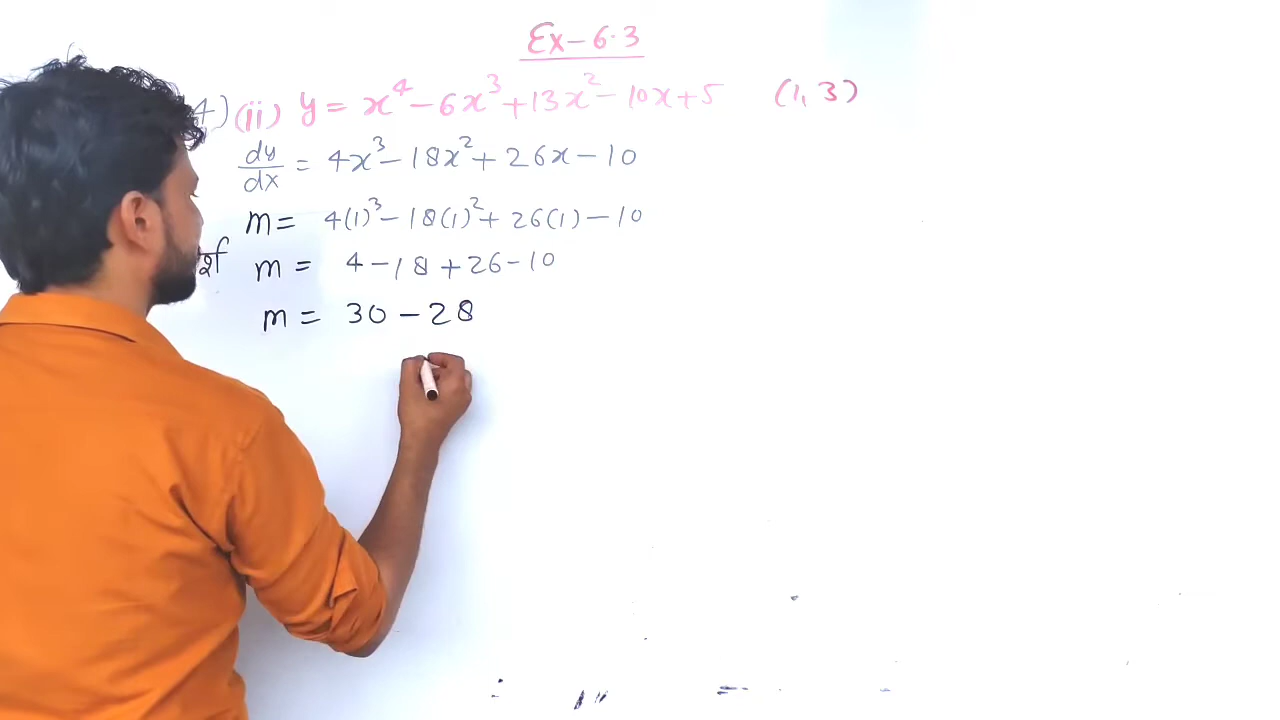 Ex-6.3
4) (ii) y = x⁴ - 6x³ + 13x² - 10x + 5 (1, 3)
dy/dx = 4x³ - 18x² + 26x - 10
m = 4(1)³ - 18(1)² + 26(1) - 10
m = 4 - 18 + 26 - 10
m = 30 - 28